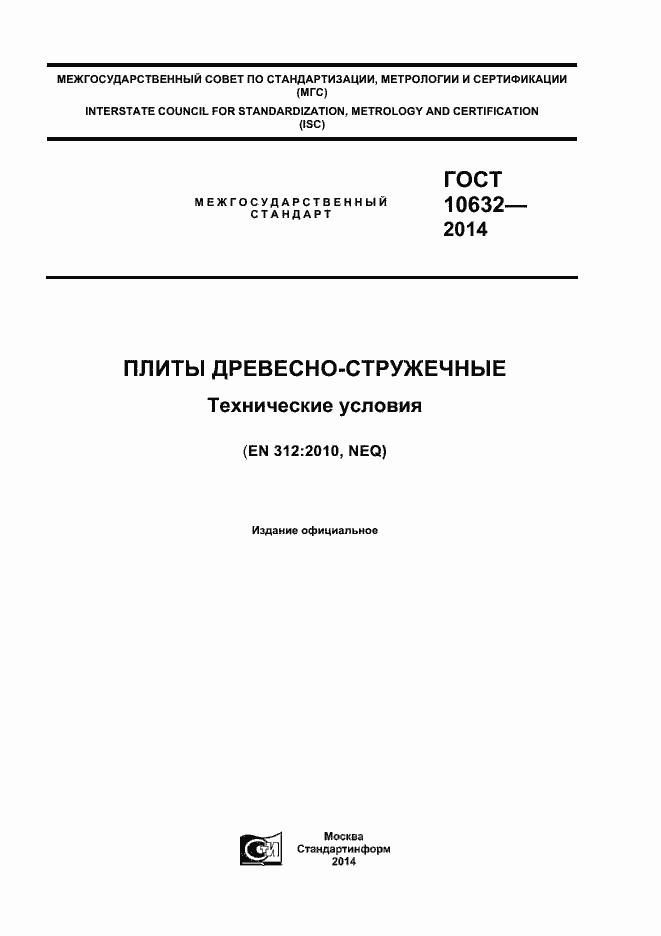 МЕЖГОСУДАРСТВЕННЫЙ СОВЕТ ПО СТАНДАРТИЗАЦИИ, МЕТРОЛОГИИ И СЕРТИФИКАЦИИ
(МГС)
INTERSTATE COUNCIL FOR STANDARDIZATION, METROLOGY AND CERTIFICATION
(ISC)
МЕЖГОСУДАРСТВЕННЫЙ
СТАНДАРТ
ГОСТ
10632—
2014
ПЛИТЫ ДРЕВЕСНО-СТРУЖЕЧНЫЕ
Технические условия
(EN 312:2010, NEQ)
Издание официальное
Москва
Стандартинформ
2014